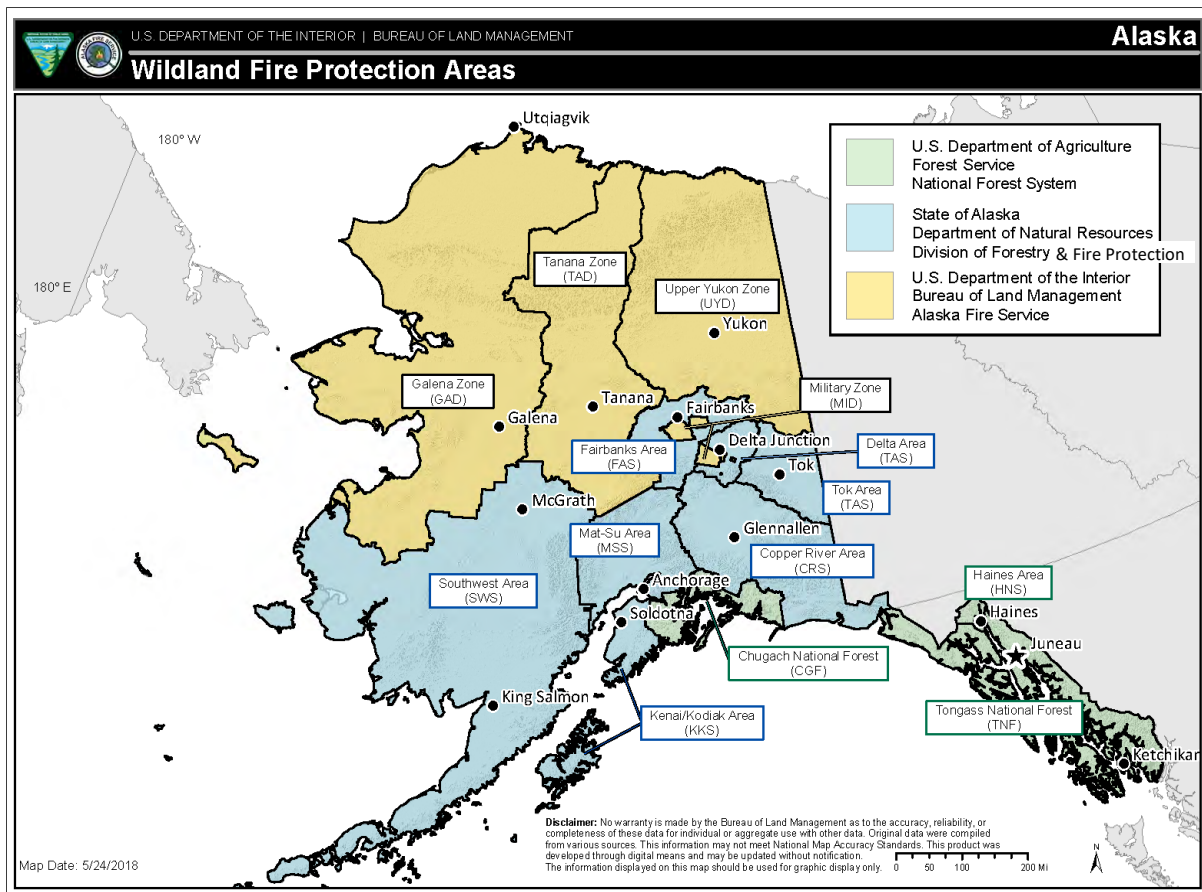 U.S. DEPARTMENT OF THE INTERIOR | BUREAU OF LAND MANAGEMENT
Alaska
Wildland Fire Protection Areas
Utqiagvik
180° W
U.S. Department of Agriculture
Forest Service
National Forest System
State of Alaska
Department of Natural Resources
Division of Forestry & Fire Protection
U.S. Department of the Interior
Bureau of Land Management
Alaska Fire Service
180° E
Tanana Zone
(TAD)
Upper Yukon Zone
(UYD)
Yukon
Galena Zone
(GAD)
Military Zone
(MID)
Tanana
Fairbanks
Galena
Delta Junction
Delta Area
(TAS)
Fairbanks Area
(FAS)
Tok
Tok Area
(TAS)
McGrath
Mat-Su Area
(MSS)
Glennallen
Copper River Area
(CRS)
Southwest Area
(SWS)
Anchorage
Haines Area
(HNS)
Soldotna
Haines
Juneau
Chugach National Forest
(CGF)
King Salmon
Kenai/Kodiak Area
(KKS)
Tongass National Forest
(TNF)
Ketchikan
Disclaimer: No warranty is made by the Bureau of Land Management as to the accuracy, reliability, or
completeness of these data for individual or aggregate use with other data. Original data were compiled
from various sources. This information may not meet National Map Accuracy Standards. This product was
developed through digital means and may be updated without notification.
The information displayed on this map should be used for graphic display only.
0 50 100 200 Mi
N
Map Date: 5/24/2018